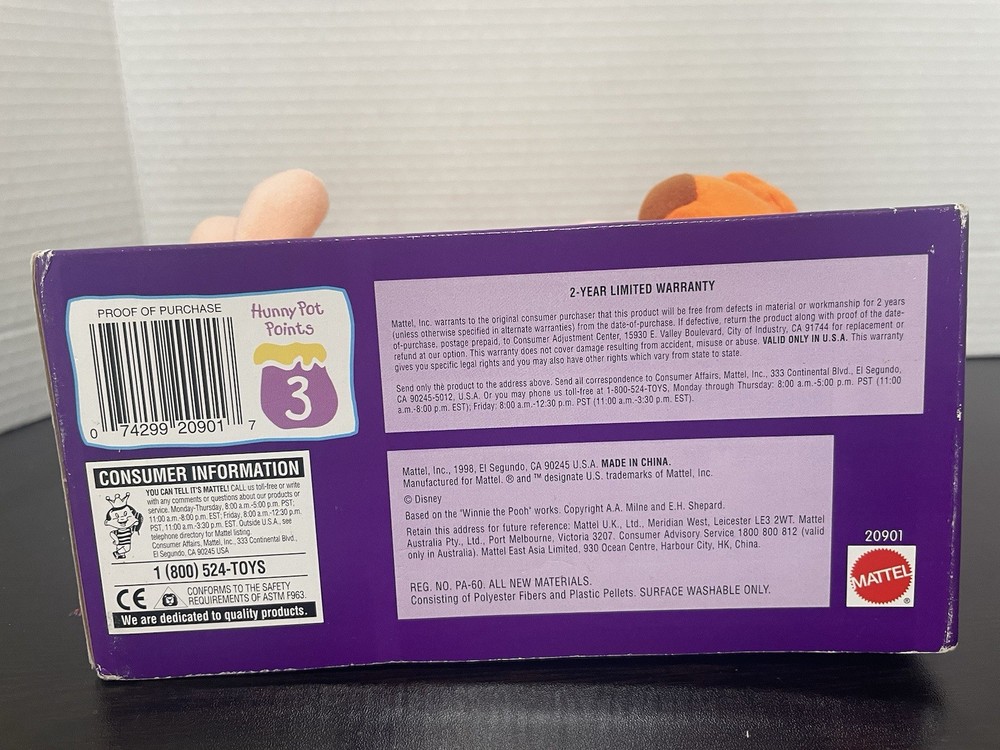 PROOF OF PURCHASE
Hunny Pot
Points
3
0 74299 20901 7
2-YEAR LIMITED WARRANTY
Mattel, Inc. warrants to the original consumer purchaser that this product will be free from defects in material or workmanship for 2 years
(unless otherwise specified in alternate warranties) from the date-of-purchase. If defective, return the product along with proof of the date-
of-purchase, postage prepaid, to Consumer Adjustment Center, 15930 E. Valley Boulevard, City of Industry, CA 91744 for replacement or
refund at our option. This warranty does not cover damage resulting from accident, misuse or abuse. VALID ONLY IN U.S.A. This warranty
gives you specific legal rights and you may also have other rights which vary from state to state.
Send only the product to the address above. Send all correspondence to Consumer Affairs, Mattel, Inc., 333 Continental Blvd., El Segundo,
CA 90245-5012, U.S.A. Or you may phone us toll-free at 1-800-524-TOYS, Monday through Thursday: 8:00 a.m.-5:00 p.m. PST (11:00
a.m.-8:00 p.m. EST); Friday: 8:00 a.m.-12:30 p.m. PST (11:00 a.m.-3:30 p.m. EST).
CONSUMER INFORMATION
YOU CAN TELL IT'S MATTEL! CALL us toll-free or write
with any comments or questions about our products or
service. Monday-Thursday, 8:00 a.m.-5:00 p.m. PST;
11:00 a.m.-8:00 p.m. EST; Friday, 8:00 a.m.-12:30 p.m.
PST, 11:00 a.m.-3:30 p.m. EST. Outside U.S.A., see
telephone directory for Mattel listing.
Consumer Affairs, Mattel, Inc., 333 Continental Blvd.,
El Segundo, CA 90245 USA
1 (800) 524-TOYS
CE
CONFORMS TO THE SAFETY
REQUIREMENTS OF ASTM F963.
We are dedicated to quality products.
Mattel, Inc., 1998, El Segundo, CA 90245 U.S.A. MADE IN CHINA.
Manufactured for Mattel. ® and ™ designate U.S. trademarks of Mattel, Inc.
© Disney
Based on the "Winnie the Pooh" works. Copyright A.A. Milne and E.H. Shepard.
Retain this address for future reference: Mattel U.K., Ltd., Meridian West, Leicester LE3 2WT. Mattel
Australia Pty., Ltd., Port Melbourne, Victoria 3207. Consumer Advisory Service 1800 800 812 (valid
only in Australia). Mattel East Asia Limited, 930 Ocean Centre, Harbour City, HK, China.
REG. NO. PA-60. ALL NEW MATERIALS.
Consisting of Polyester Fibers and Plastic Pellets. SURFACE WASHABLE ONLY.
20901
MATTEL
®